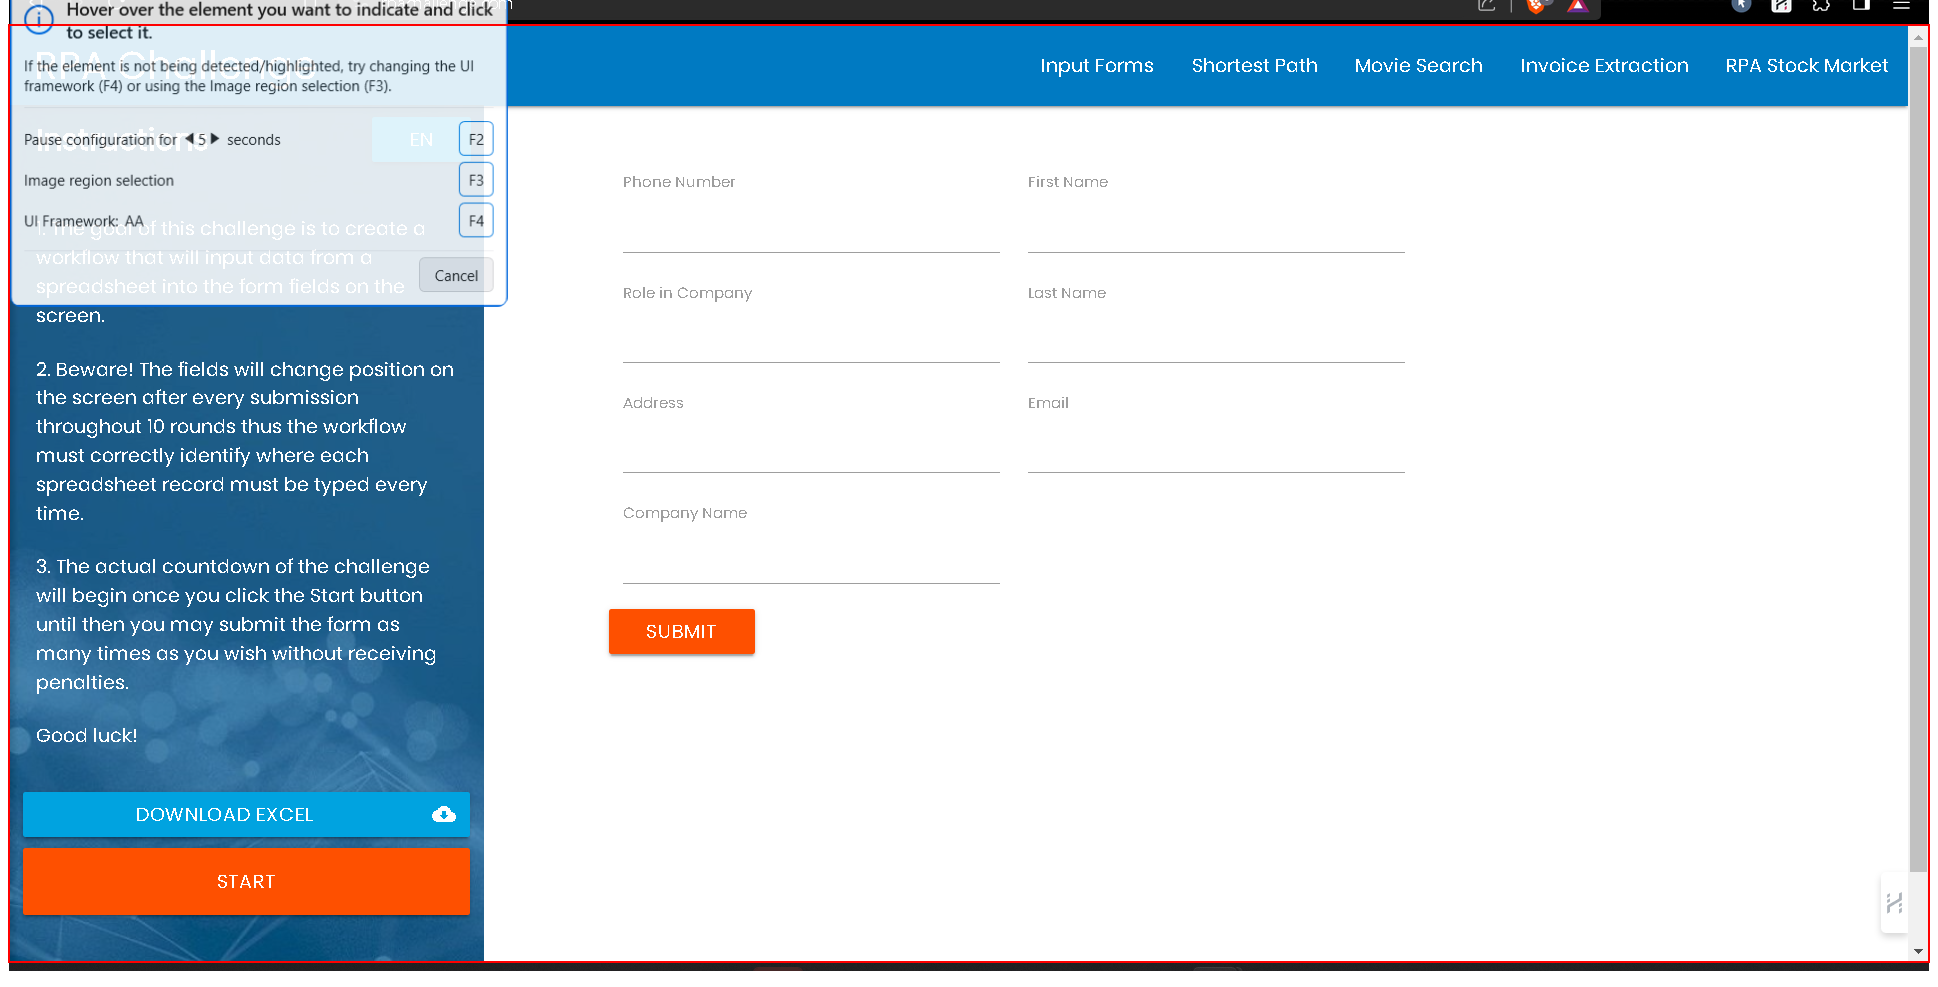 Hover over the element you want to indicate and click
to select it.
If the element is not being detected/highlighted, try changing the UI
framework (F4) or using the Image region selection (F3).
Pause configuration for 5 seconds
F2
Image region selection
F3
UI Framework: AA
F4
Cancel
RPA Challenge
Input Forms
Shortest Path
Movie Search
Invoice Extraction
RPA Stock Market
Instructions
EN
1. The goal of this challenge is to create a
workflow that will input data from a
spreadsheet into the form fields on the
screen.
2. Beware! The fields will change position on
the screen after every submission
throughout 10 rounds thus the workflow
must correctly identify where each
spreadsheet record must be typed every
time.
3. The actual countdown of the challenge
will begin once you click the Start button
until then you may submit the form as
many times as you wish without receiving
penalties.
Good luck!
DOWNLOAD EXCEL
START
Phone Number
First Name
Role in Company
Last Name
Address
Email
Company Name
SUBMIT